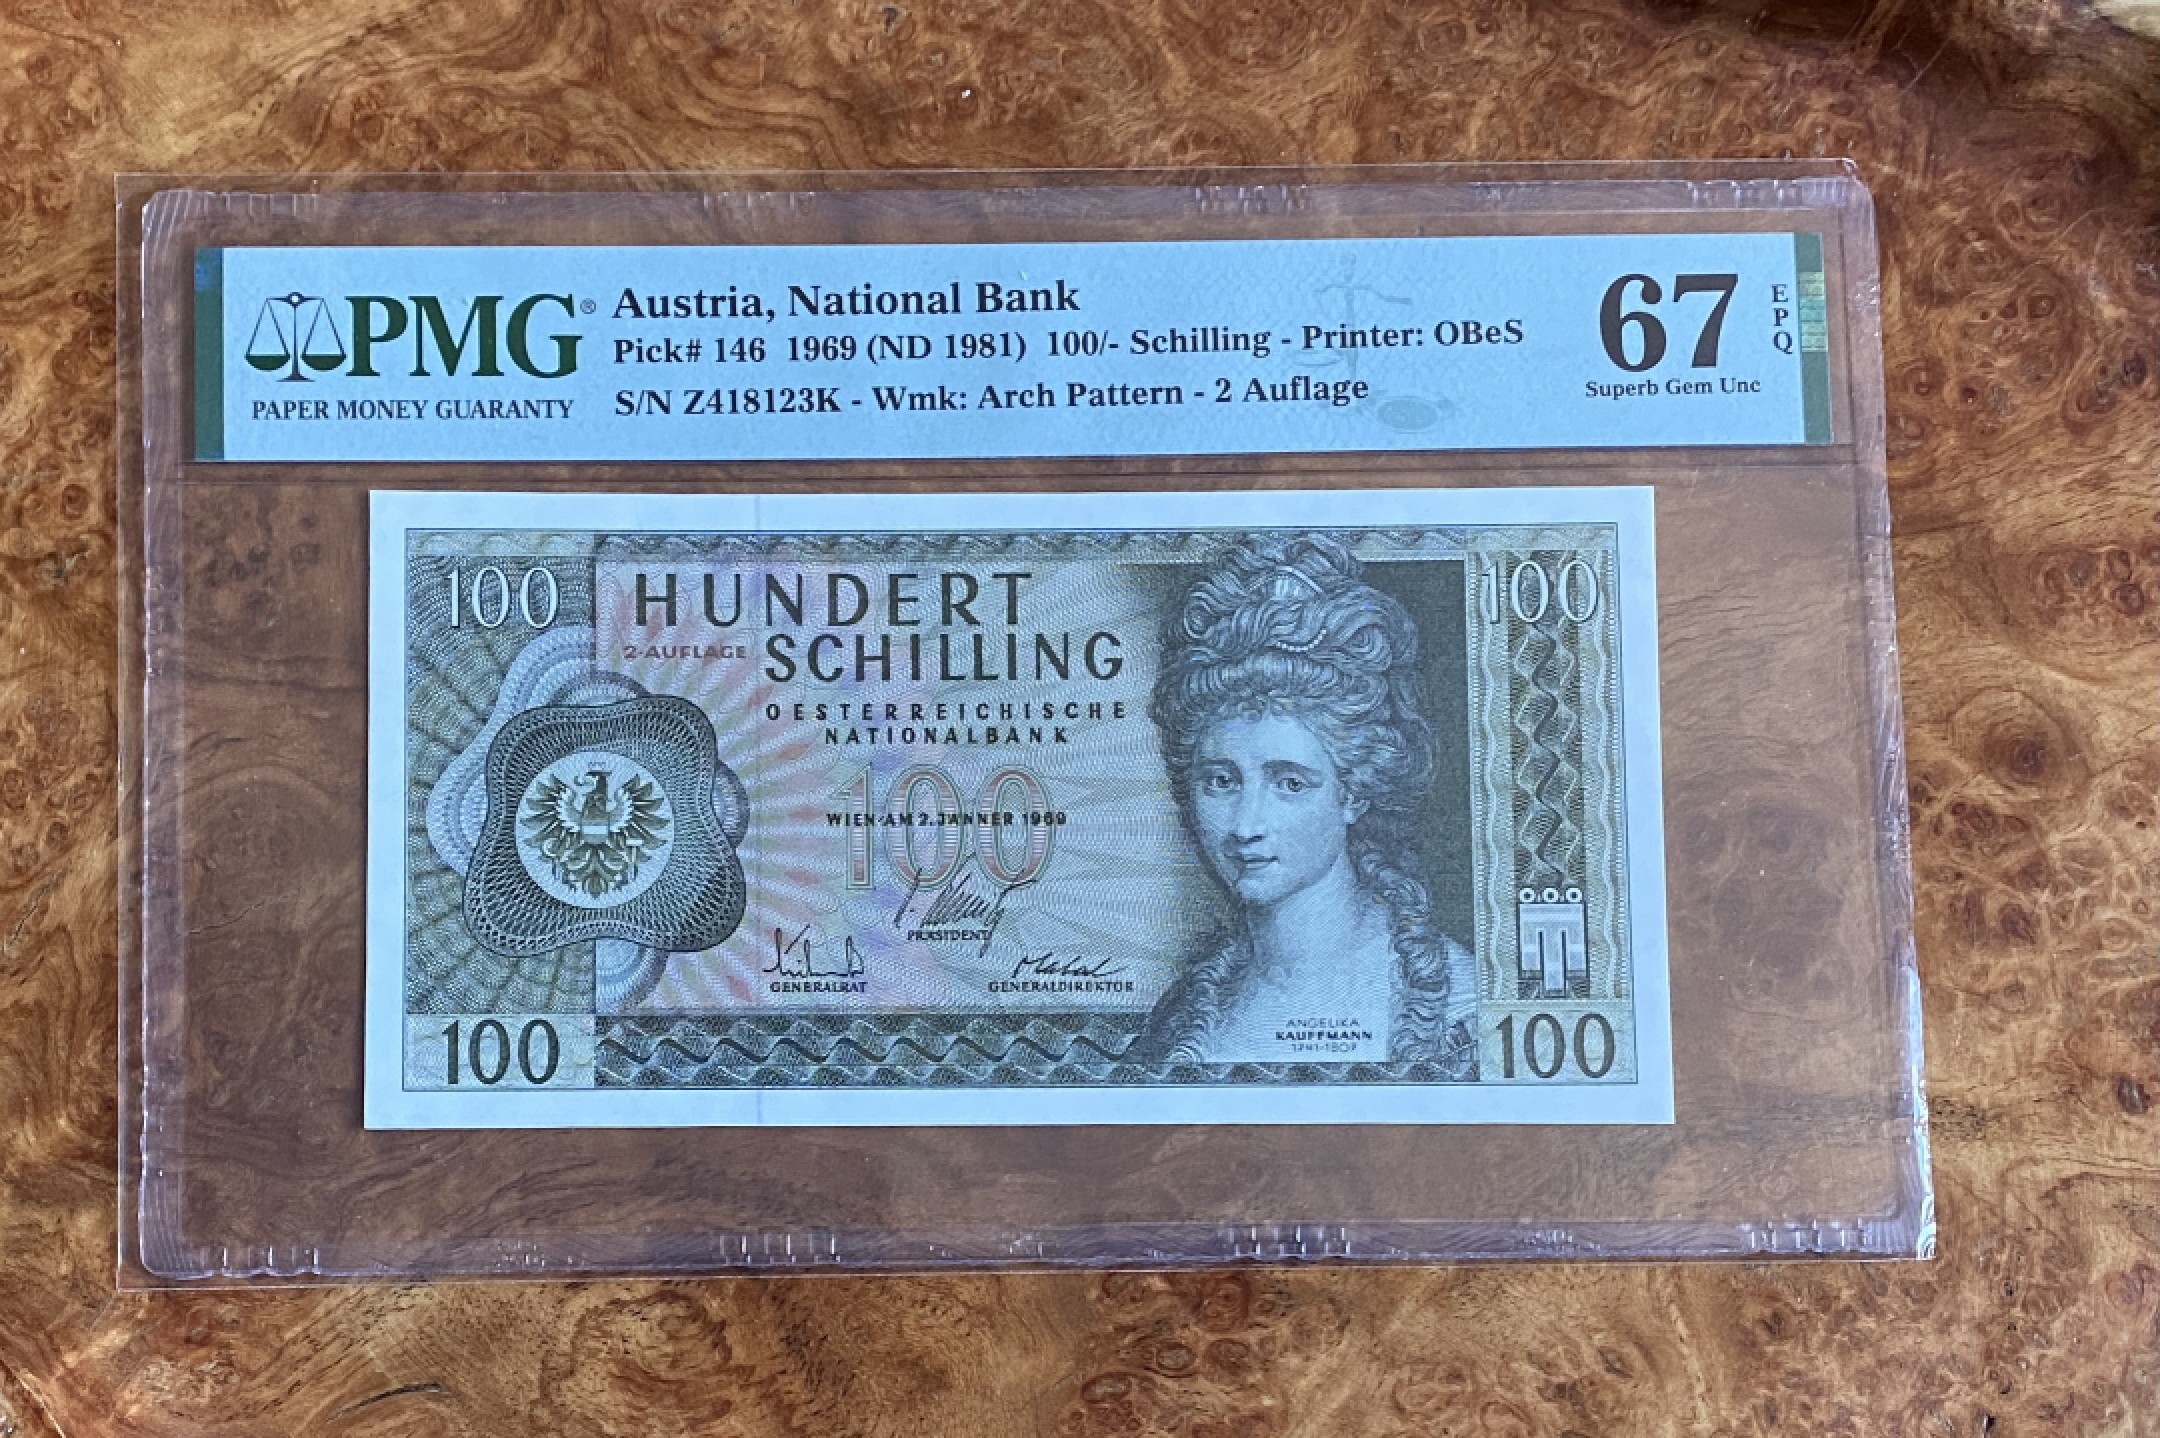 PMG®
PAPER MONEY GUARANTY
Austria, National Bank
Pick# 146 1969 (ND 1981) 100/- Schilling - Printer: OBeS
S/N Z418123K - Wmk: Arch Pattern - 2 Auflage
67
EPQ
Superb Gem Unc
100
HUNDERT
100
2·AUFLAGE
SCHILLING
OESTERREICHISCHE
NATIONALBANK
100
WIEN·AM 2. JÄNNER 1969
PRÄSIDENT
GENERALRAT
GENERALDIREKTOR
ANGELIKA
KAUFFMANN
1741-1807
100
100